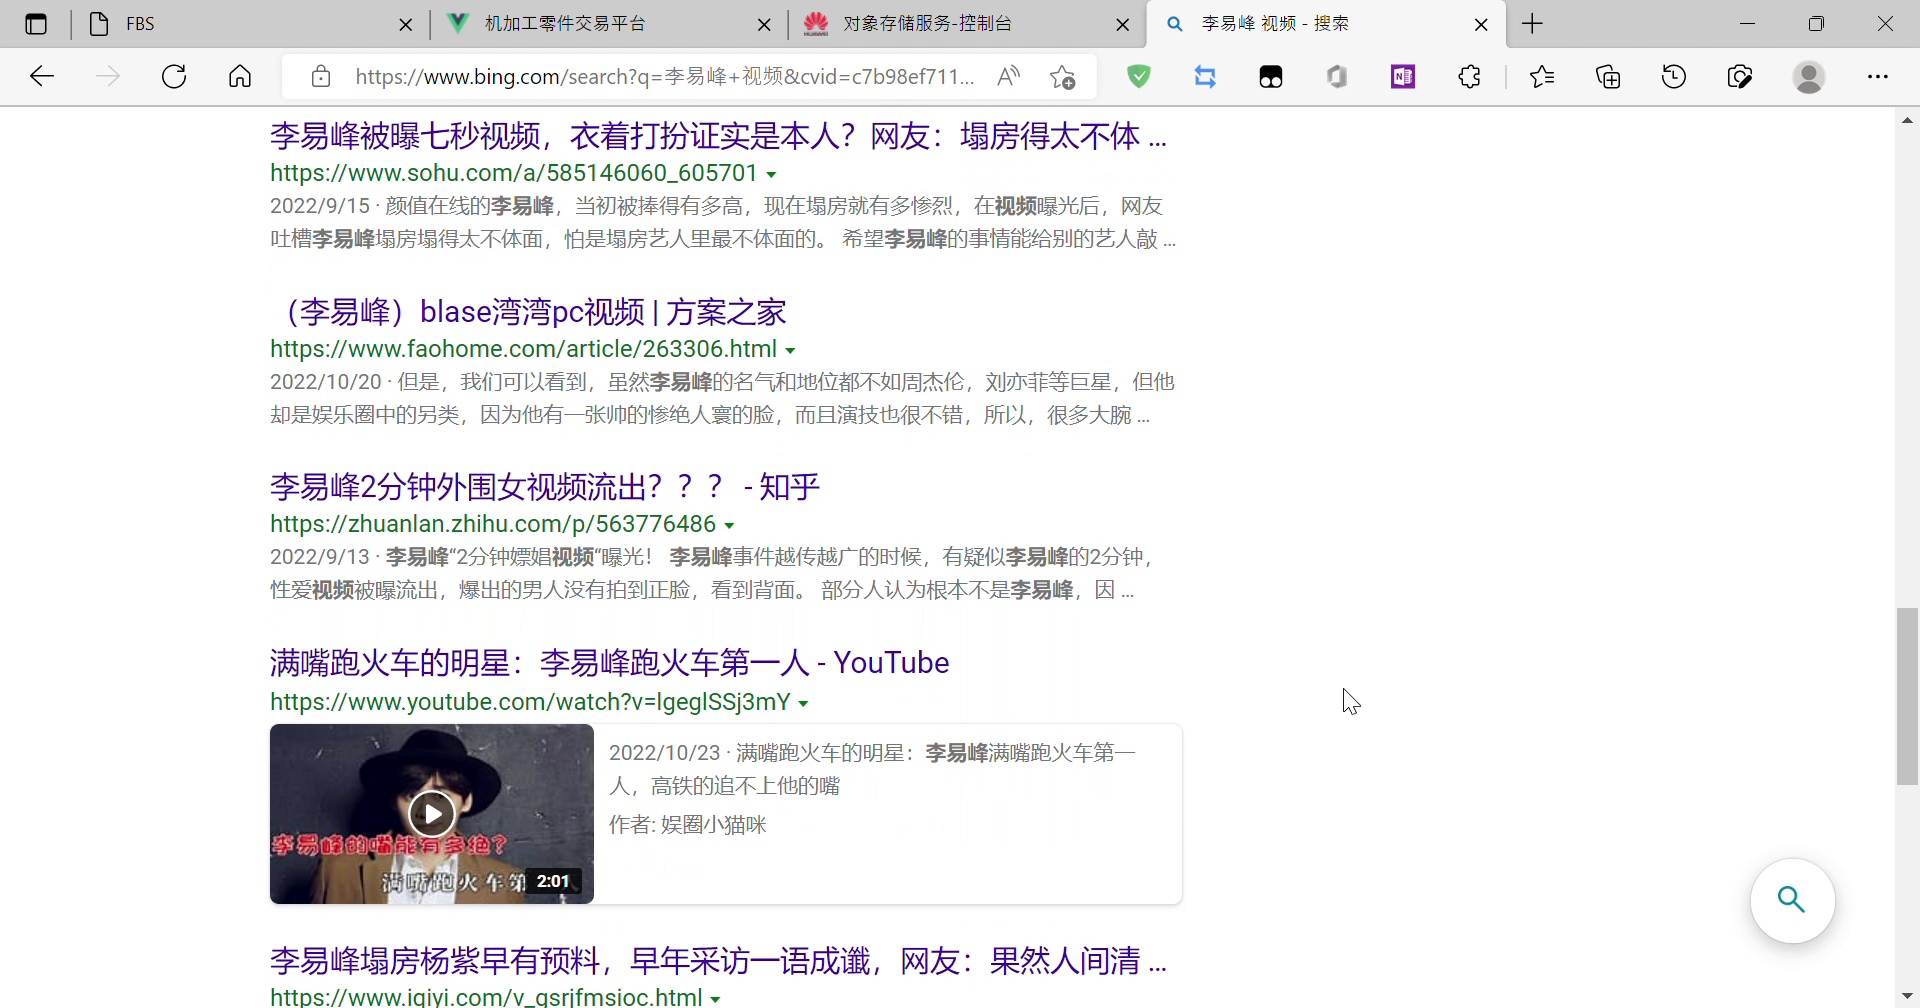 FBS
机加工零件交易平台
对象存储服务-控制台
李易峰 视频 - 搜索
https://www.bing.com/search?q=李易峰+视频&cvid=c7b98ef711...
李易峰被曝七秒视频，衣着打扮证实是本人？网友：塌房得太不体 ...
https://www.sohu.com/a/585146060_605701
2022/9/15 · 颜值在线的李易峰，当初被捧得有多高，现在塌房就有多惨烈，在视频曝光后，网友
吐槽李易峰塌房塌得太不体面，怕是塌房艺人里最不体面的。 希望李易峰的事情能给别的艺人敲 ...
（李易峰）blase湾湾pc视频 | 方案之家
https://www.faohome.com/article/263306.html
2022/10/20 · 但是，我们可以看到，虽然李易峰的名气和地位都不如周杰伦，刘亦菲等巨星，但他
却是娱乐圈中的另类，因为他有一张帅的惨绝人寰的脸，而且演技也很不错，所以，很多大腕 ...
李易峰2分钟外围女视频流出？？？ - 知乎
https://zhuanlan.zhihu.com/p/563776486
2022/9/13 · 李易峰“2分钟嫖娼视频“曝光！ 李易峰事件越传越广的时候，有疑似李易峰的2分钟，
性爱视频被曝流出，爆出的男人没有拍到正脸，看到背面。 部分人认为根本不是李易峰，因 ...
满嘴跑火车的明星：李易峰跑火车第一人 - YouTube
https://www.youtube.com/watch?v=lgeglSSj3mY
2022/10/23 · 满嘴跑火车的明星：李易峰满嘴跑火车第一
人，高铁的追不上他的嘴
作者: 娱圈小猫咪
李易峰的嘴能有多绝？
满嘴跑火车第
2:01
李易峰塌房杨紫早有预料，早年采访一语成谶，网友：果然人间清 ...
https://www.iqiyi.com/v_gsrjfmsioc.html